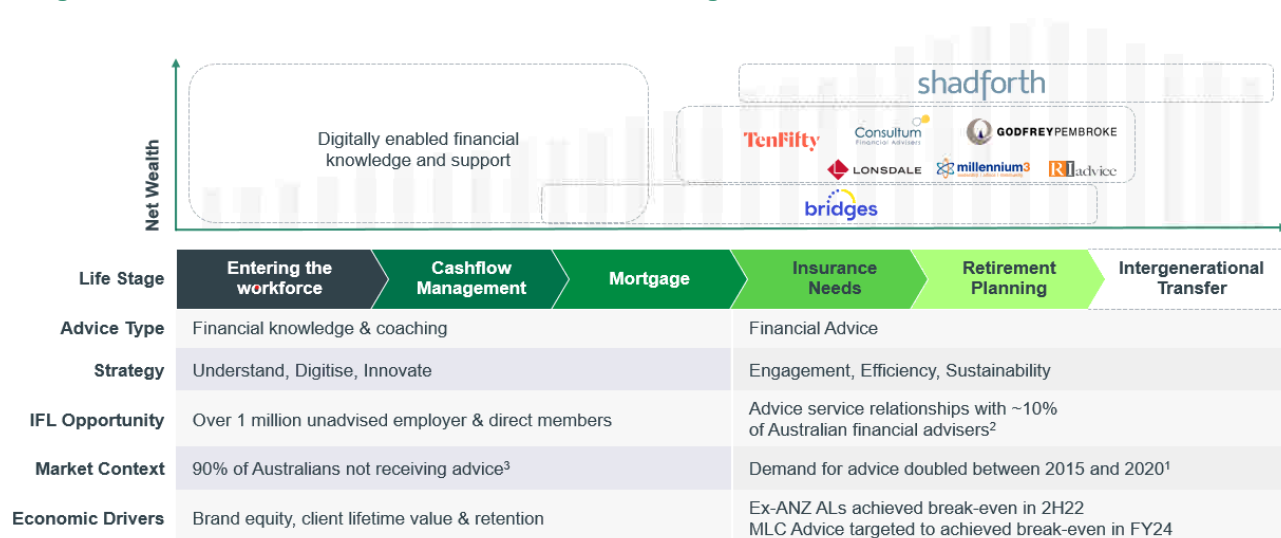 shadforth
Digitally enabled financial
knowledge and support
TenFifty
Consultum
Financial Advisers
GODFREYPEMBROKE
LONSDALE
millennium3
RI advice
bridges
Net Wealth
Life Stage
Entering the
workforce
Cashflow
Management
Mortgage
Insurance
Needs
Retirement
Planning
Intergenerational
Transfer
Advice Type
Financial knowledge & coaching
Financial Advice
Strategy
Understand, Digitise, Innovate
Engagement, Efficiency, Sustainability
IFL Opportunity
Over 1 million unadvised employer & direct members
Advice service relationships with ~10%
of Australian financial advisers²
Market Context
90% of Australians not receiving advice³
Demand for advice doubled between 2015 and 2020¹
Economic Drivers
Brand equity, client lifetime value & retention
Ex-ANZ ALs achieved break-even in 2H22
MLC Advice targeted to achieved break-even in FY24